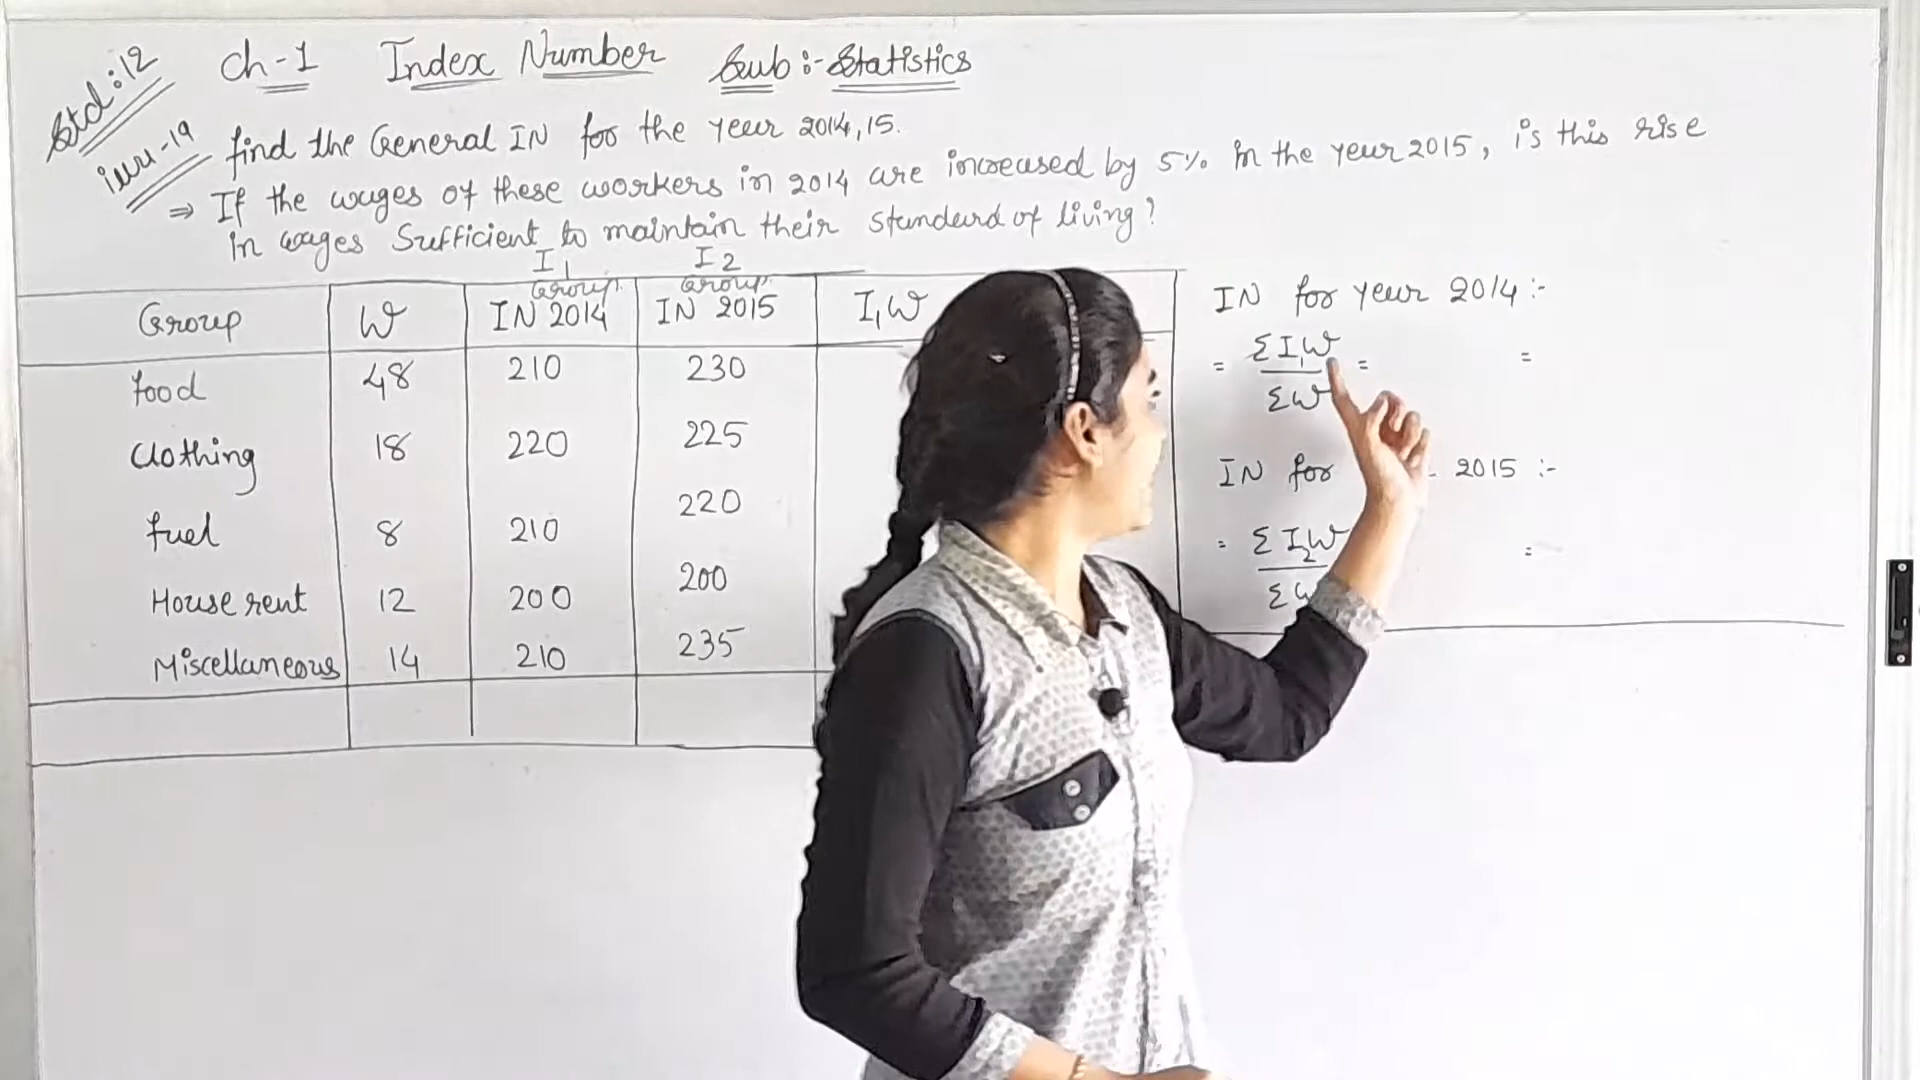 Std:12
Ch-1 Index Number Sub:- Statistics
illu-19
find the General IN for the year 2014,15.
⇒ If the wages of these workers in 2014 are increased by 5% in the year 2015, is this rise
in wages Sufficient to maintain their standard of living?
I1 I2
Group W Group IN 2014 Group IN 2015 I1W
food 48 210 230
Clothing 18 220 225
fuel 8 210 220
House rent 12 200 200
Miscellaneous 14 210 235
IN for year 2014:-
= ΣI1W / ΣW = =
IN for 2015:-
= ΣI2W / Σ =